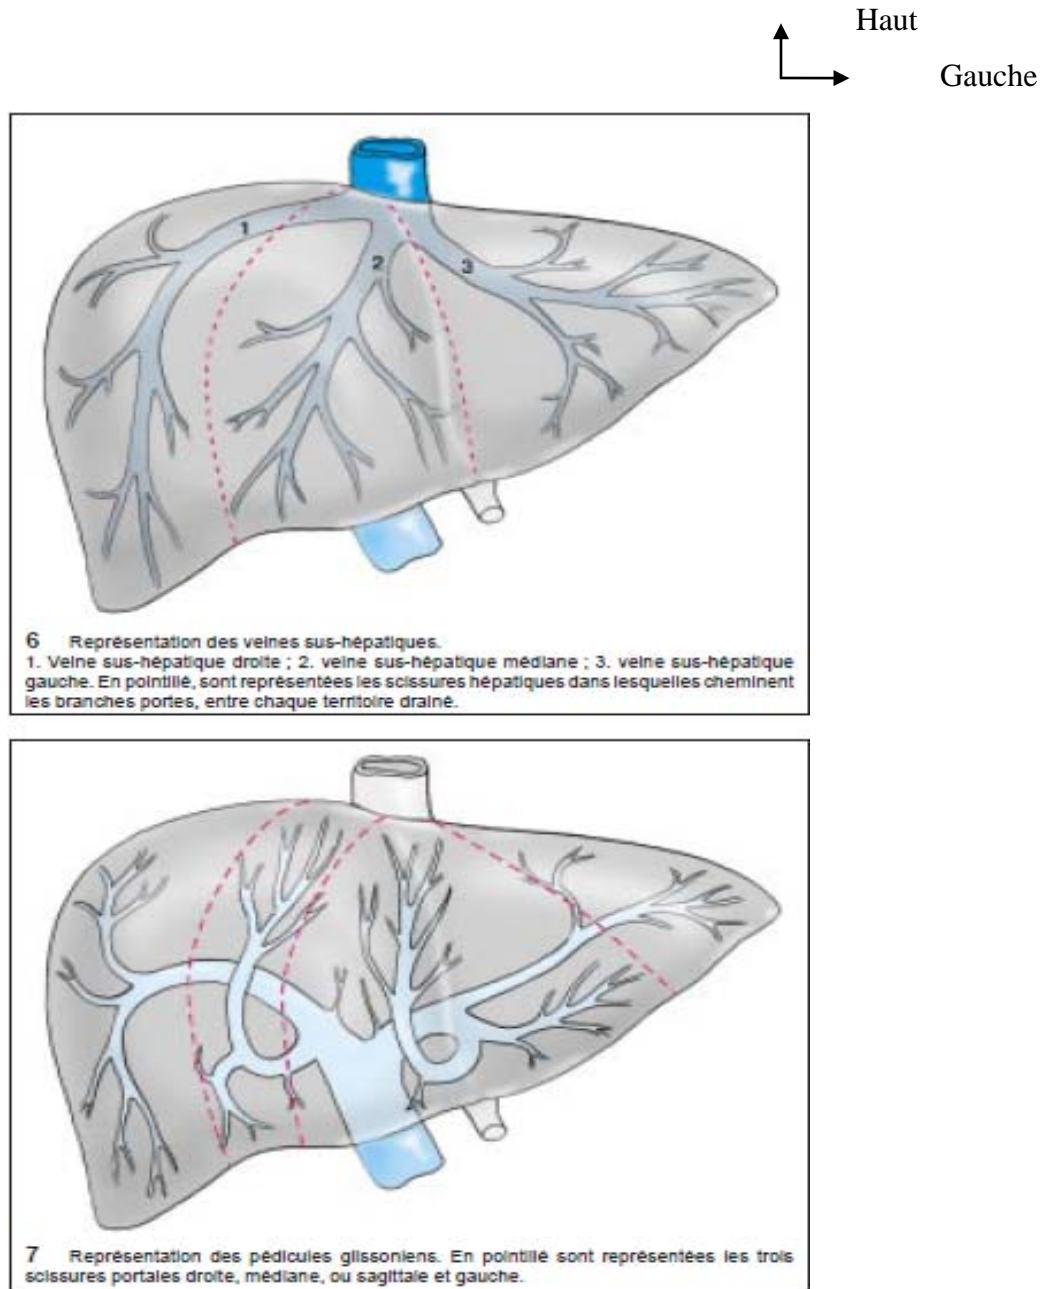 Haut
Gauche
1
2
3
6 Représentation des veines sus-hépatiques.
1. Veine sus-hépatique droite ; 2. veine sus-hépatique médiane ; 3. veine sus-hépatique
gauche. En pointillé, sont représentées les scissures hépatiques dans lesquelles cheminent
les branches portes, entre chaque territoire drainé.
7 Représentation des pédicules glissoniens. En pointillé sont représentées les trois
scissures portales droite, médiane, ou sagittale et gauche.